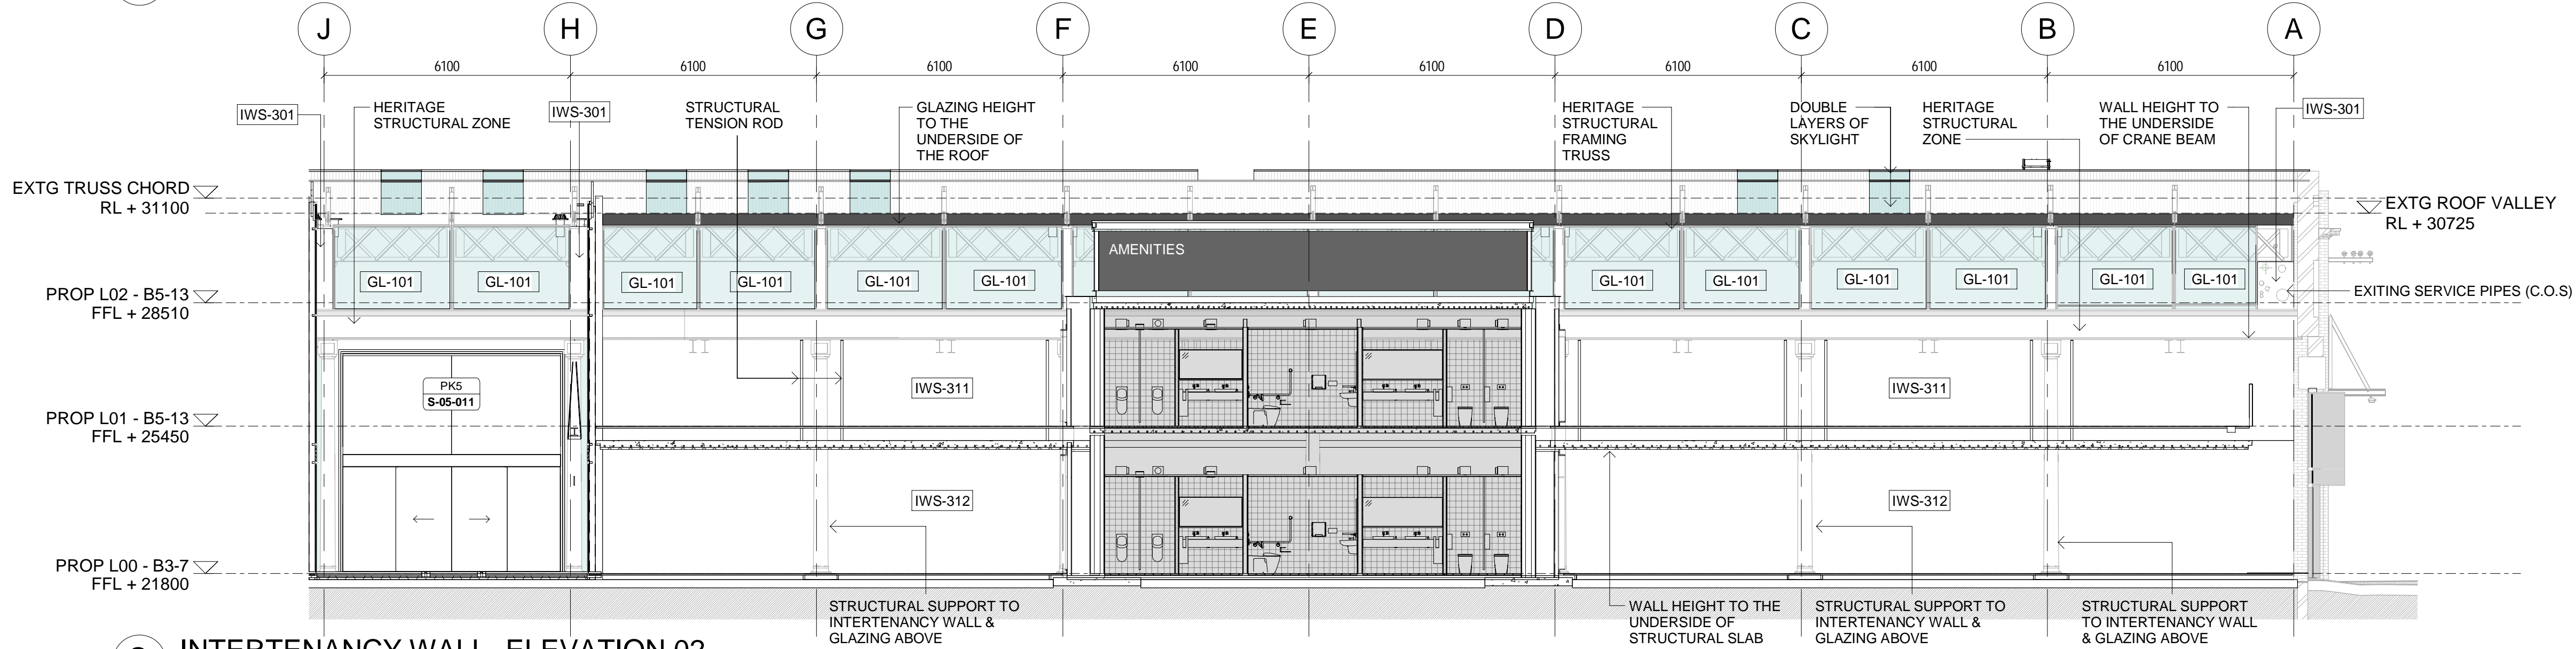 J H G F E D C B A
6100 6100 6100 6100 6100 6100 6100 6100
IWS-301
HERITAGE
STRUCTURAL ZONE
IWS-301
STRUCTURAL
TENSION ROD
GLAZING HEIGHT
TO THE
UNDERSIDE OF
THE ROOF
HERITAGE
STRUCTURAL
FRAMING
TRUSS
DOUBLE
LAYERS OF
SKYLIGHT
HERITAGE
STRUCTURAL
ZONE
WALL HEIGHT TO
THE UNDERSIDE
OF CRANE BEAM
IWS-301
EXTG TRUSS CHORD
RL + 31100
EXTG ROOF VALLEY
RL + 30725
AMENITIES
GL-101 GL-101 GL-101 GL-101 GL-101 GL-101 GL-101 GL-101 GL-101 GL-101 GL-101 GL-101
PROP L02 - B5-13
FFL + 28510
EXITING SERVICE PIPES (C.O.S)
PK5
S-05-011
IWS-311
IWS-311
PROP L01 - B5-13
FFL + 25450
IWS-312
IWS-312
PROP L00 - B3-7
FFL + 21800
STRUCTURAL SUPPORT TO
INTERTENANCY WALL &
GLAZING ABOVE
WALL HEIGHT TO THE
UNDERSIDE OF
STRUCTURAL SLAB
STRUCTURAL SUPPORT TO
INTERTENANCY WALL &
GLAZING ABOVE
STRUCTURAL SUPPORT
TO INTERTENANCY WALL
& GLAZING ABOVE
INTERTENANCY WALL - ELEVATION 02